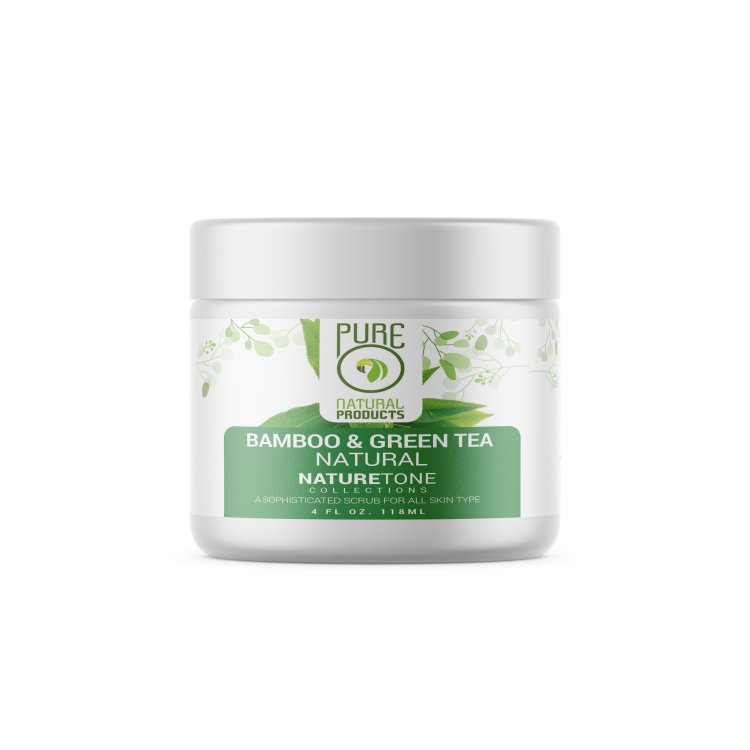 PURE
NATURAL
PRODUCTS
BAMBOO & GREEN TEA
NATURAL
NATURETONE
COLLECTIONS
A SOPHISTICATED SCRUB FOR ALL SKIN TYPE
4 FL OZ. 118ML